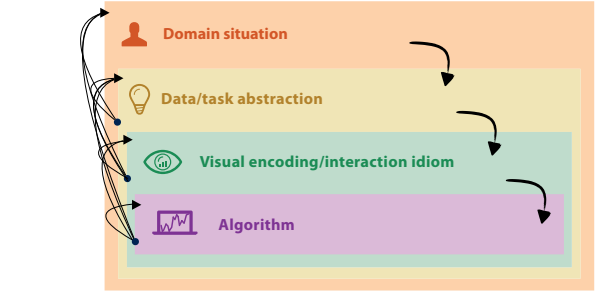 Domain situation
Data/task abstraction
Visual encoding/interaction idiom
Algorithm